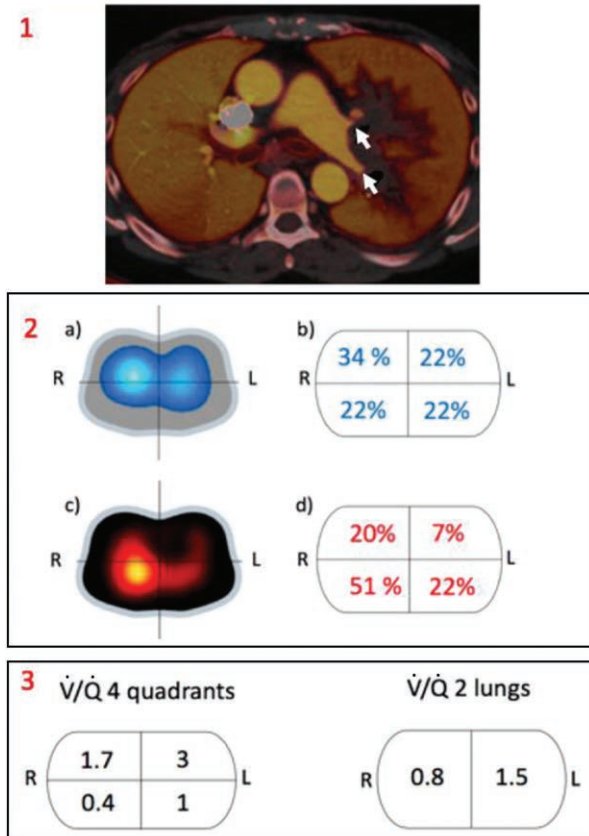 1
2
a) b)
R L R 34 % 22% L
22% 22%
c) d)
R L R 20% 7% L
51 % 22%
3
V̇/Q̇ 4 quadrants V̇/Q̇ 2 lungs
R 1.7 3 L R 0.8 1.5 L
0.4 1